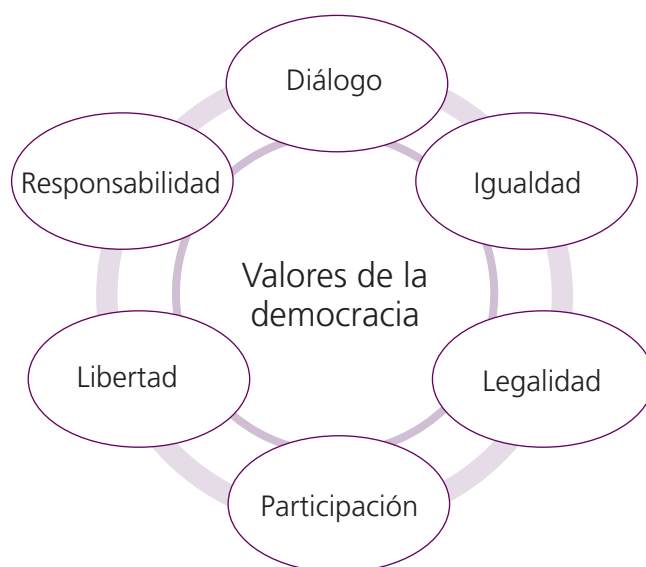 Diálogo
Responsabilidad
Igualdad
Valores de la
democracia
Libertad
Legalidad
Participación